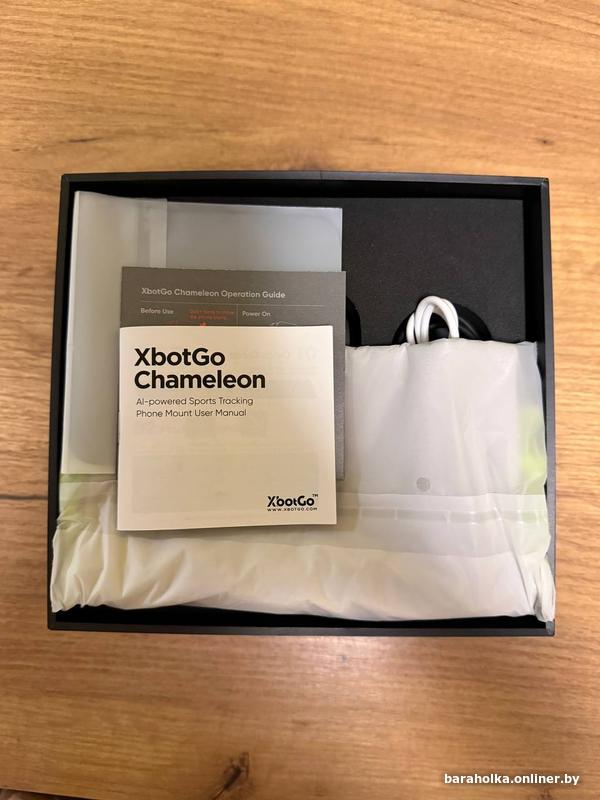 XbotGo Chameleon Operation Guide
Before Use
Power On
XbotGo
Chameleon
AI-powered Sports Tracking
Phone Mount User Manual
XbotGo™
WWW.XBOTGO.COM
baraholka.onliner.by